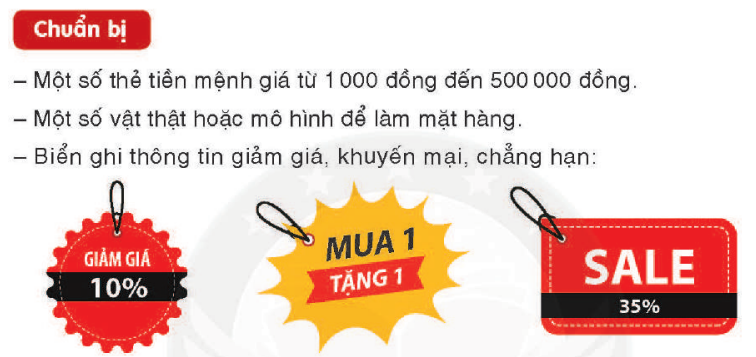 Chuẩn bị
– Một số thẻ tiền mệnh giá từ 1 000 đồng đến 500 000 đồng.
– Một số vật thật hoặc mô hình để làm mặt hàng.
– Biển ghi thông tin giảm giá, khuyến mại, chẳng hạn:
GIẢM GIÁ
10%
MUA 1
TẶNG 1
SALE
35%